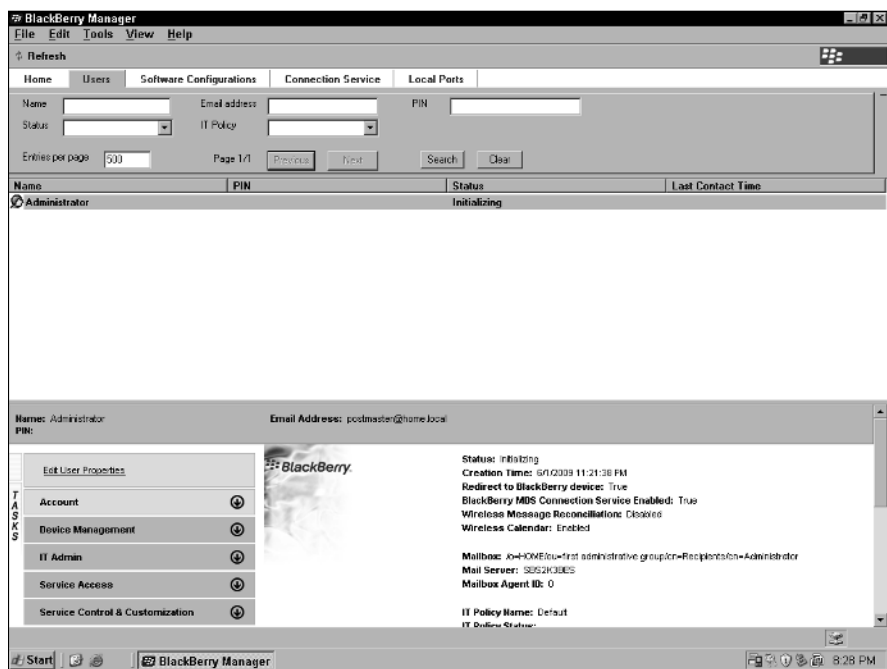 BlackBerry Manager
File Edit Tools View Help
Refresh
Home Users Software Configurations Connection Service Local Ports
Name Email address PIN
Status IT Policy
Entries per page 500 Page 1/1 Previous Next Search Clear
Name PIN Status Last Contact Time
Administrator Initializing
Name: Administrator Email Address: postmaster@home.local
PIN:
TASKS
Edit User Properties
Account
Device Management
IT Admin
Service Access
Service Control & Customization
BlackBerry.
Status: Initializing
Creation Time: 6/1/2009 11:21:38 PM
Redirect to BlackBerry device: True
BlackBerry MDS Connection Service Enabled: True
Wireless Message Reconciliation: Disabled
Wireless Calendar: Enabled
Mailbox: /o=HOME/ou=first administrative group/cn=Recipients/cn=Administrator
Mail Server: SBS2K3BES
Mailbox Agent ID: 0
IT Policy Name: Default
IT Policy Status:
Start BlackBerry Manager 8:28 PM